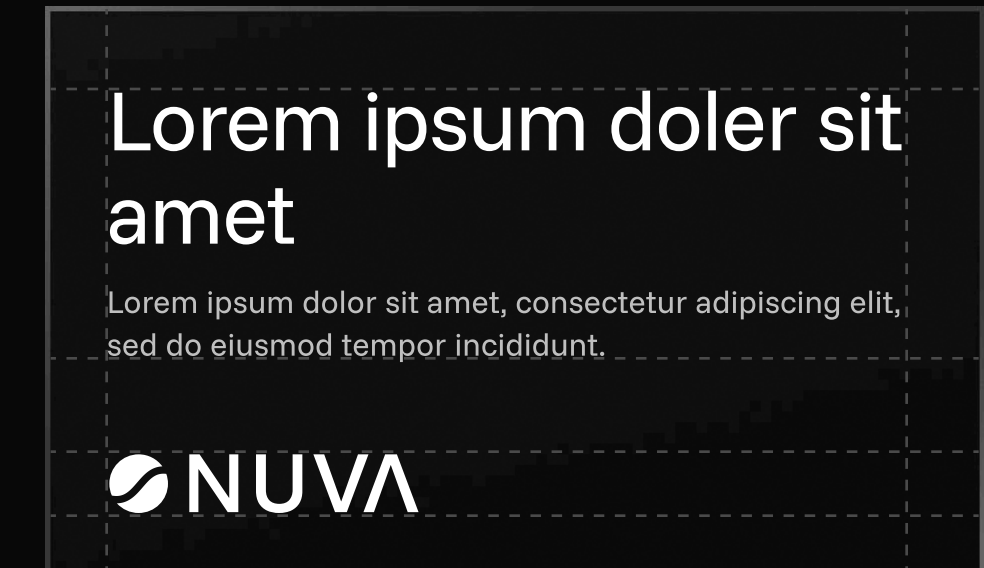 Lorem ipsum doler sit
amet
Lorem ipsum dolor sit amet, consectetur adipiscing elit,
sed do eiusmod tempor incididunt.
NUVA